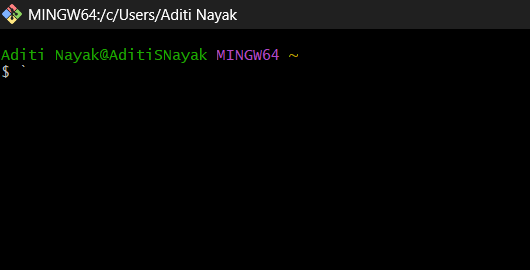 MINGW64:/c/Users/Aditi Nayak
Aditi Nayak@AditiSNayak MINGW64 ~
$ `